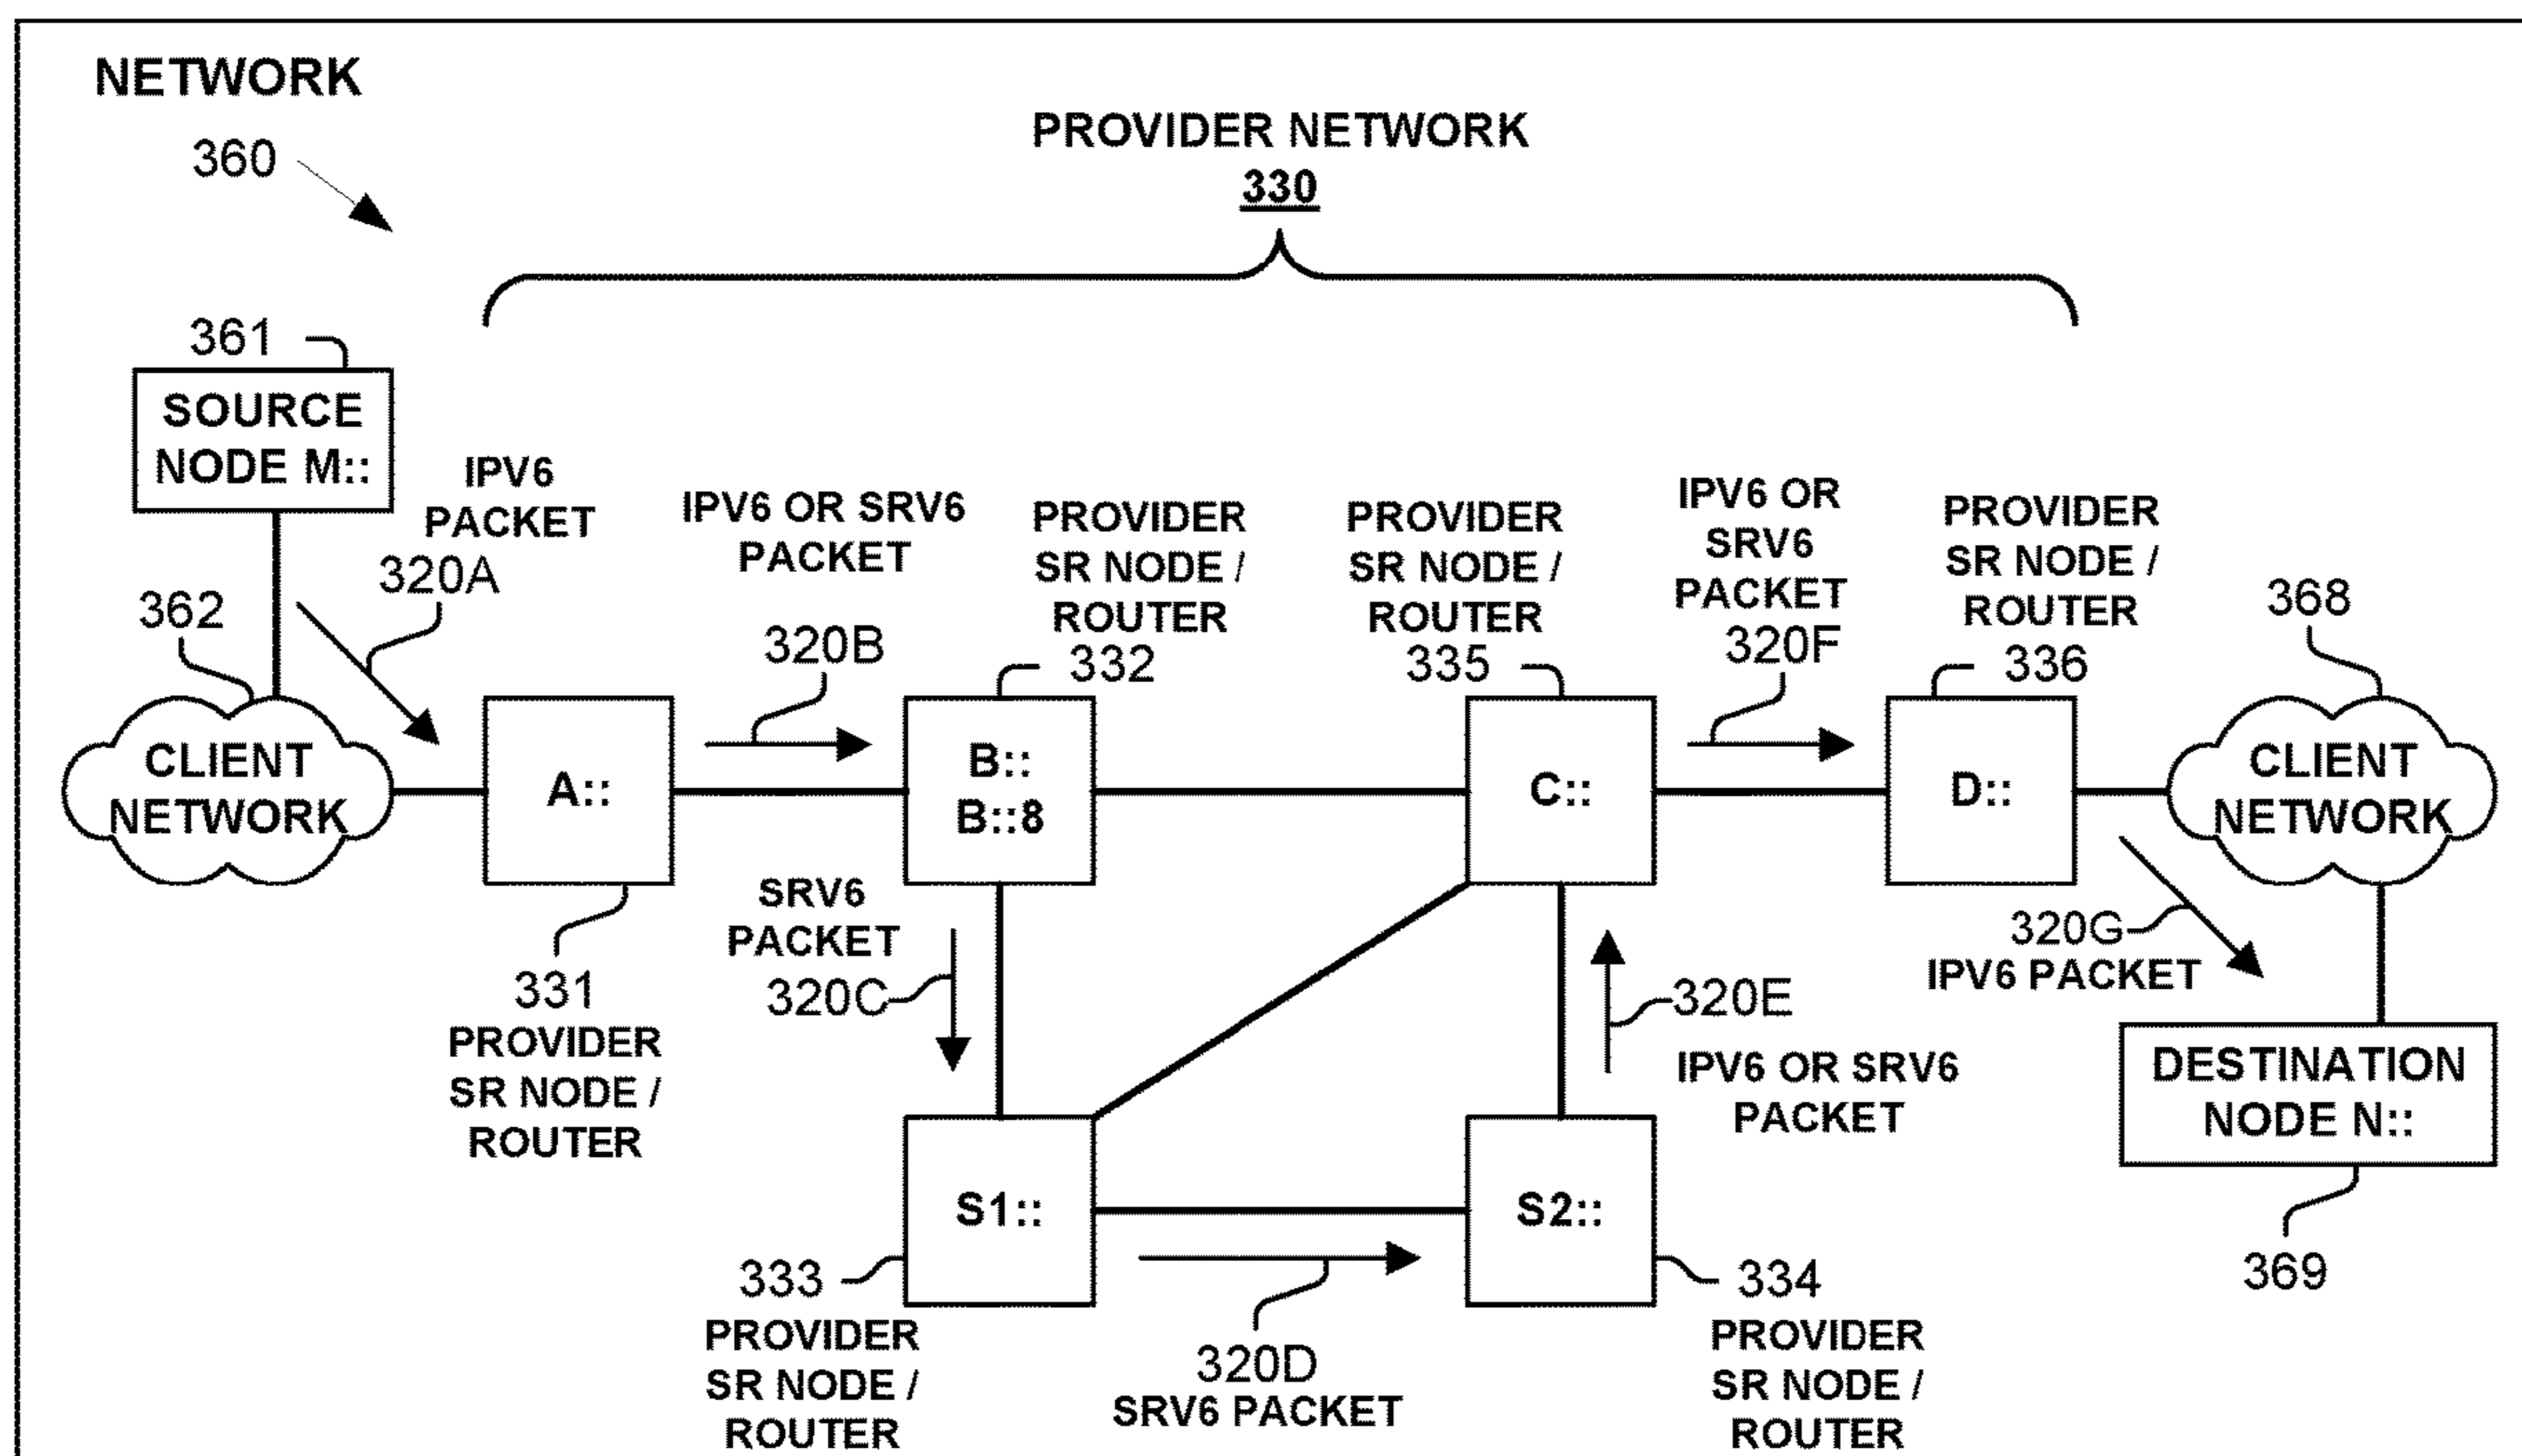 NETWORK
360
PROVIDER NETWORK
330
361
SOURCE
NODE M::
IPV6
PACKET
320A
362
CLIENT
NETWORK
A::
331
PROVIDER
SR NODE /
ROUTER
IPV6 OR SRV6
PACKET
320B
PROVIDER
SR NODE /
ROUTER
332
B::
B::8
SRV6
PACKET
320C
S1::
333
PROVIDER
SR NODE /
ROUTER
320D
SRV6 PACKET
S2::
334
PROVIDER
SR NODE /
ROUTER
320E
IPV6 OR SRV6
PACKET
PROVIDER
SR NODE /
ROUTER
335
C::
IPV6 OR
SRV6
PACKET
320F
PROVIDER
SR NODE /
ROUTER
336
D::
368
CLIENT
NETWORK
320G
IPV6 PACKET
DESTINATION
NODE N::
369